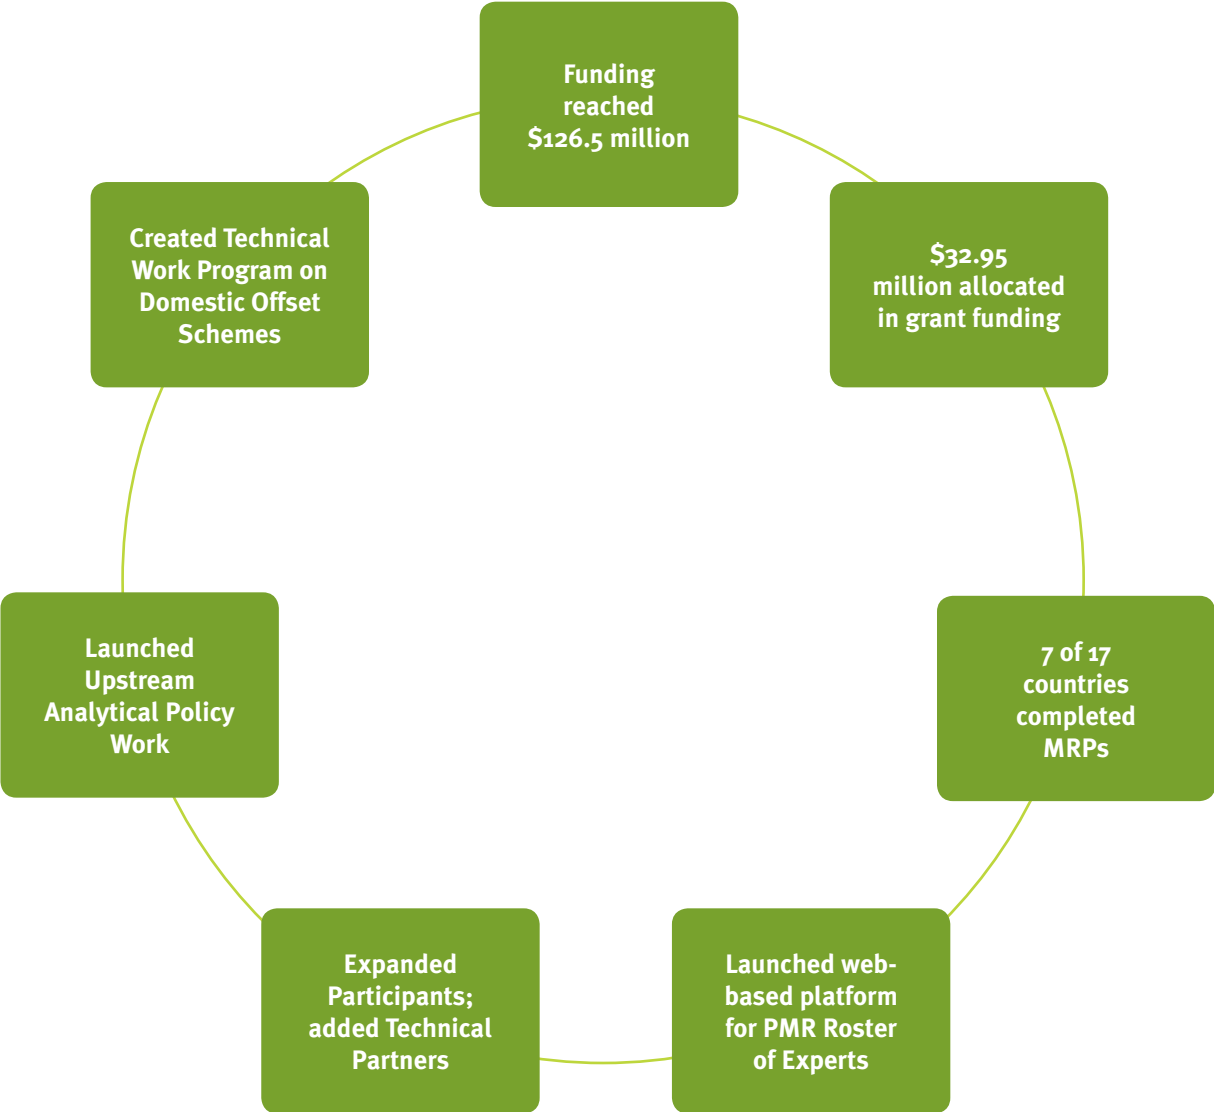 Funding
reached
$126.5 million
$32.95
million allocated
in grant funding
7 of 17
countries
completed
MRPs
Launched web-
based platform
for PMR Roster
of Experts
Expanded
Participants;
added Technical
Partners
Launched
Upstream
Analytical Policy
Work
Created Technical
Work Program on
Domestic Offset
Schemes